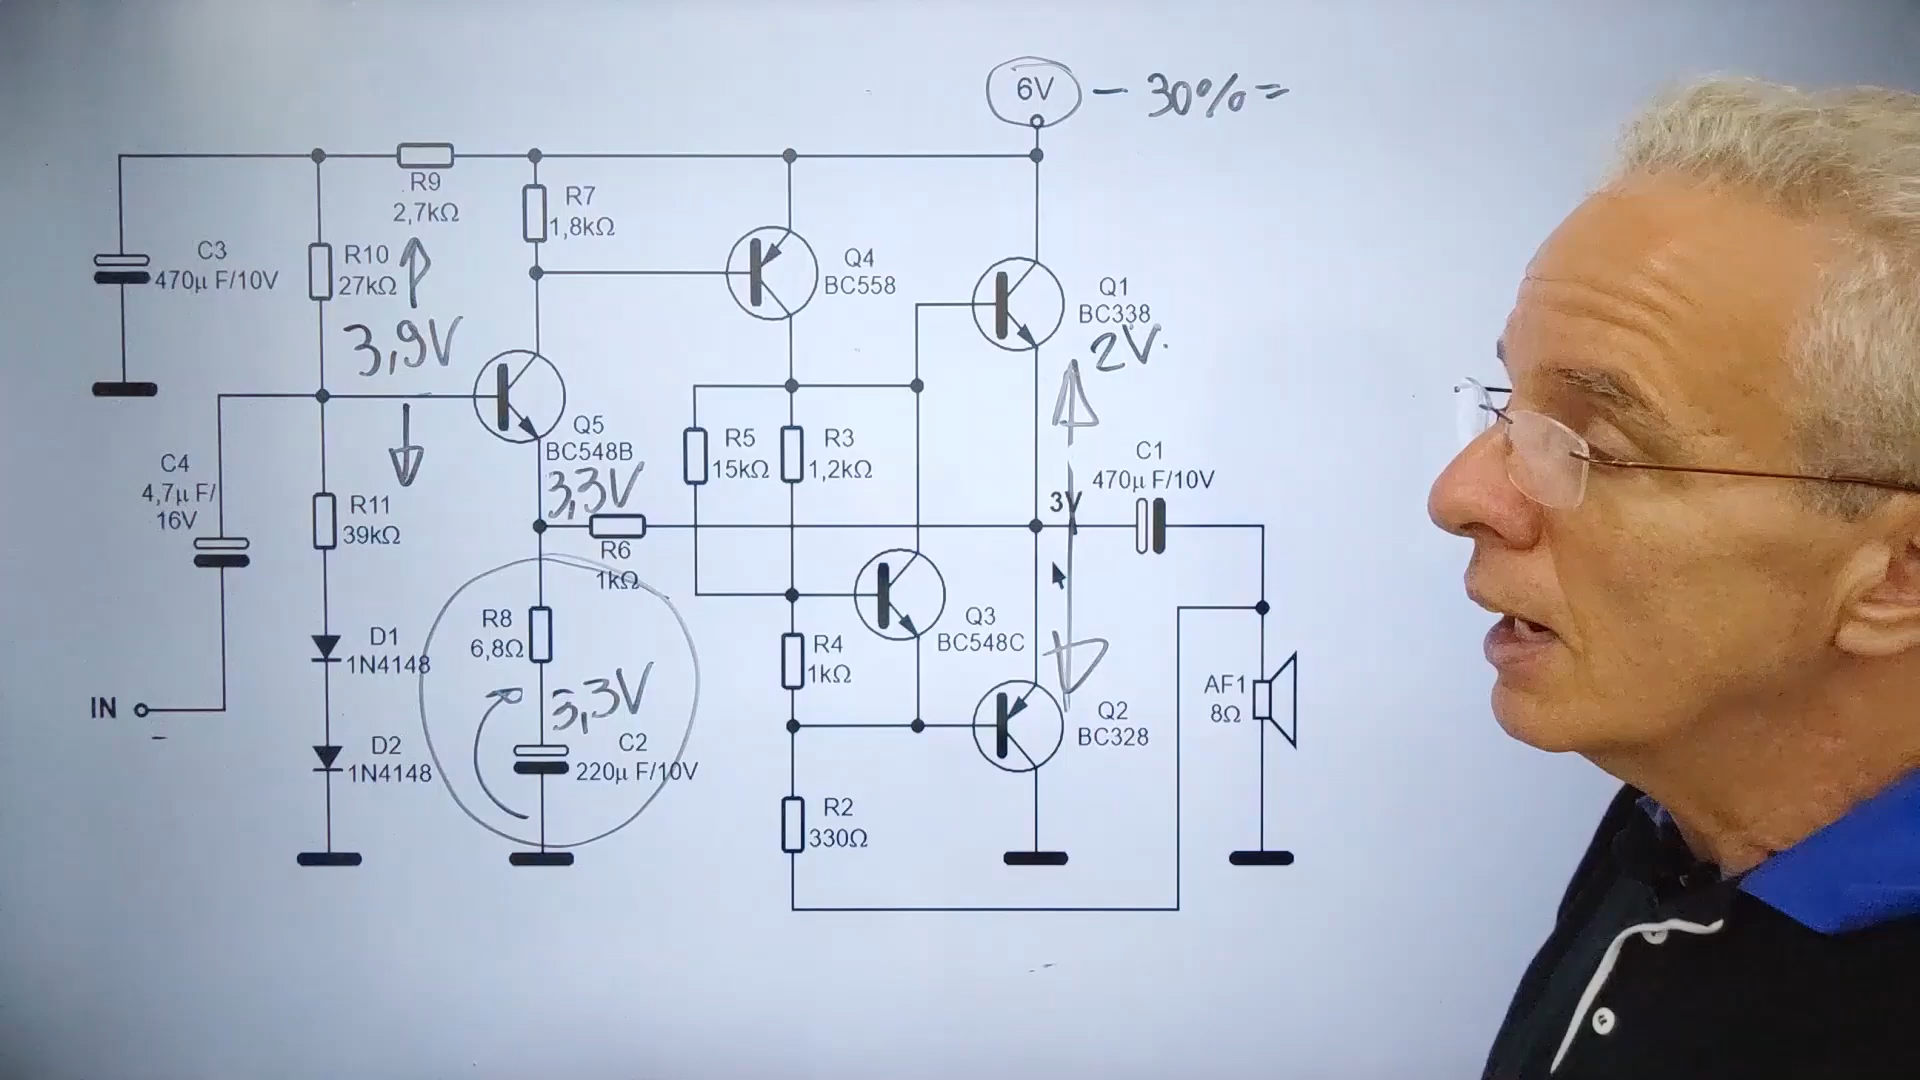 6V – 30% =
R9
2,7kΩ
R7
1,8kΩ
C3
470µ F/10V
R10
27kΩ
Q4
BC558
Q1
BC338
2V.
3,9V
Q5
BC548B
3,3V
R5
15kΩ
R3
1,2kΩ
C1
470µ F/10V
3V
C4
4,7µ F/
16V
R11
39kΩ
R6
1kΩ
R8
6,8Ω
Q3
BC548C
D1
1N4148
R4
1kΩ
3,3V
AF1
8Ω
IN
-
Q2
BC328
D2
1N4148
C2
220µ F/10V
R2
330Ω